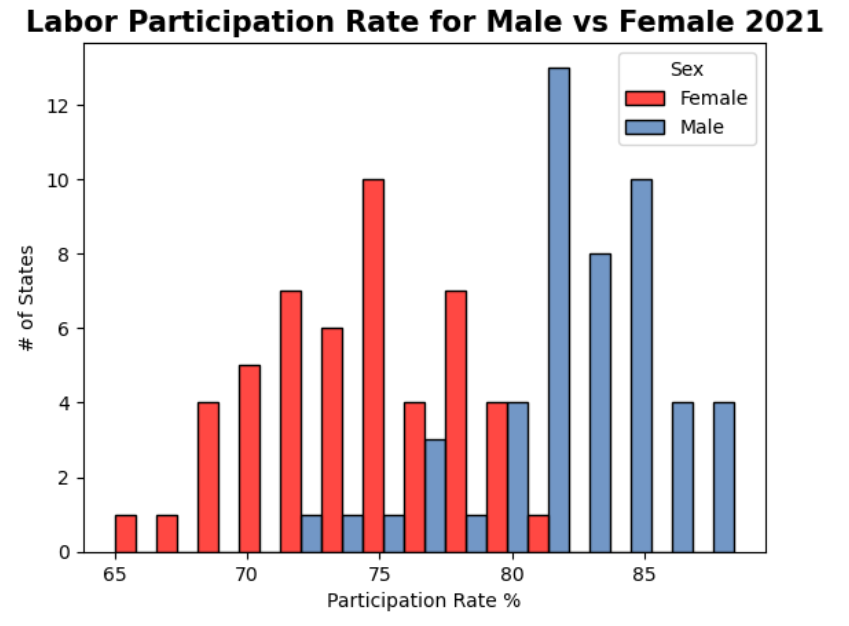 Labor Participation Rate for Male vs Female 2021
Sex
Female
Male
# of States
12
10
8
6
4
2
0
65 70 75 80 85
Participation Rate %